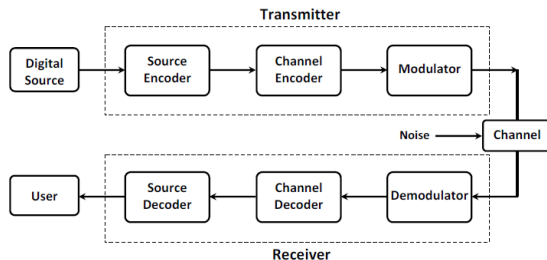 Transmitter
Digital
Source
Source
Encoder
Channel
Encoder
Modulator
Noise
Channel
User
Source
Decoder
Channel
Decoder
Demodulator
Receiver